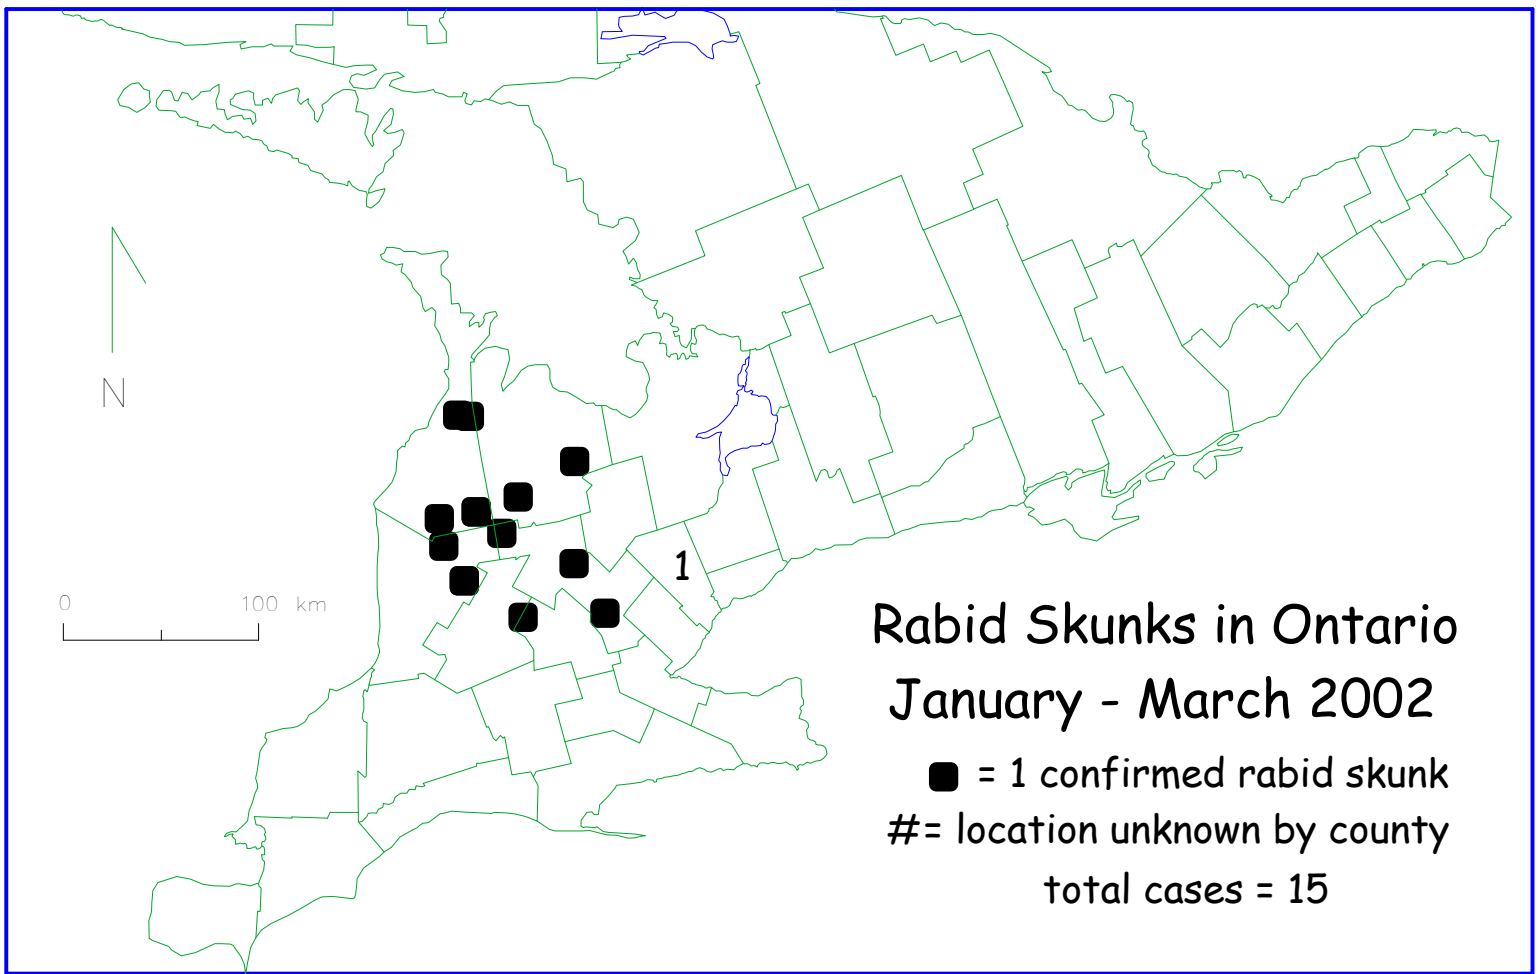 N
0 100 km
1
Rabid Skunks in Ontario
January - March 2002
= 1 confirmed rabid skunk
#= location unknown by county
total cases = 15